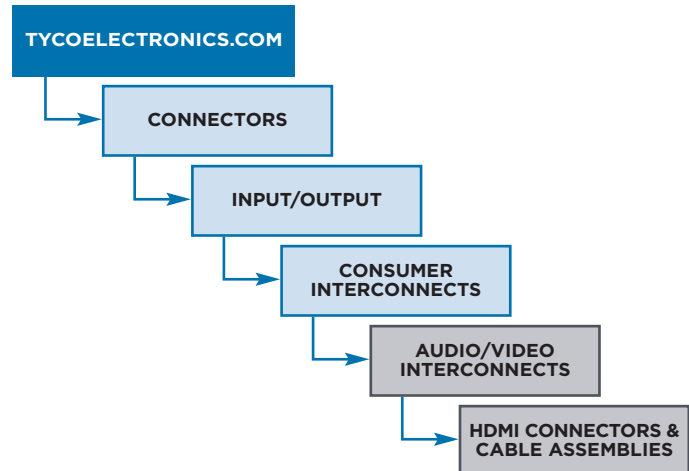 TYCOELECTRONICS.COM
CONNECTORS
INPUT/OUTPUT
CONSUMER
INTERCONNECTS
AUDIO/VIDEO
INTERCONNECTS
HDMI CONNECTORS &
CABLE ASSEMBLIES